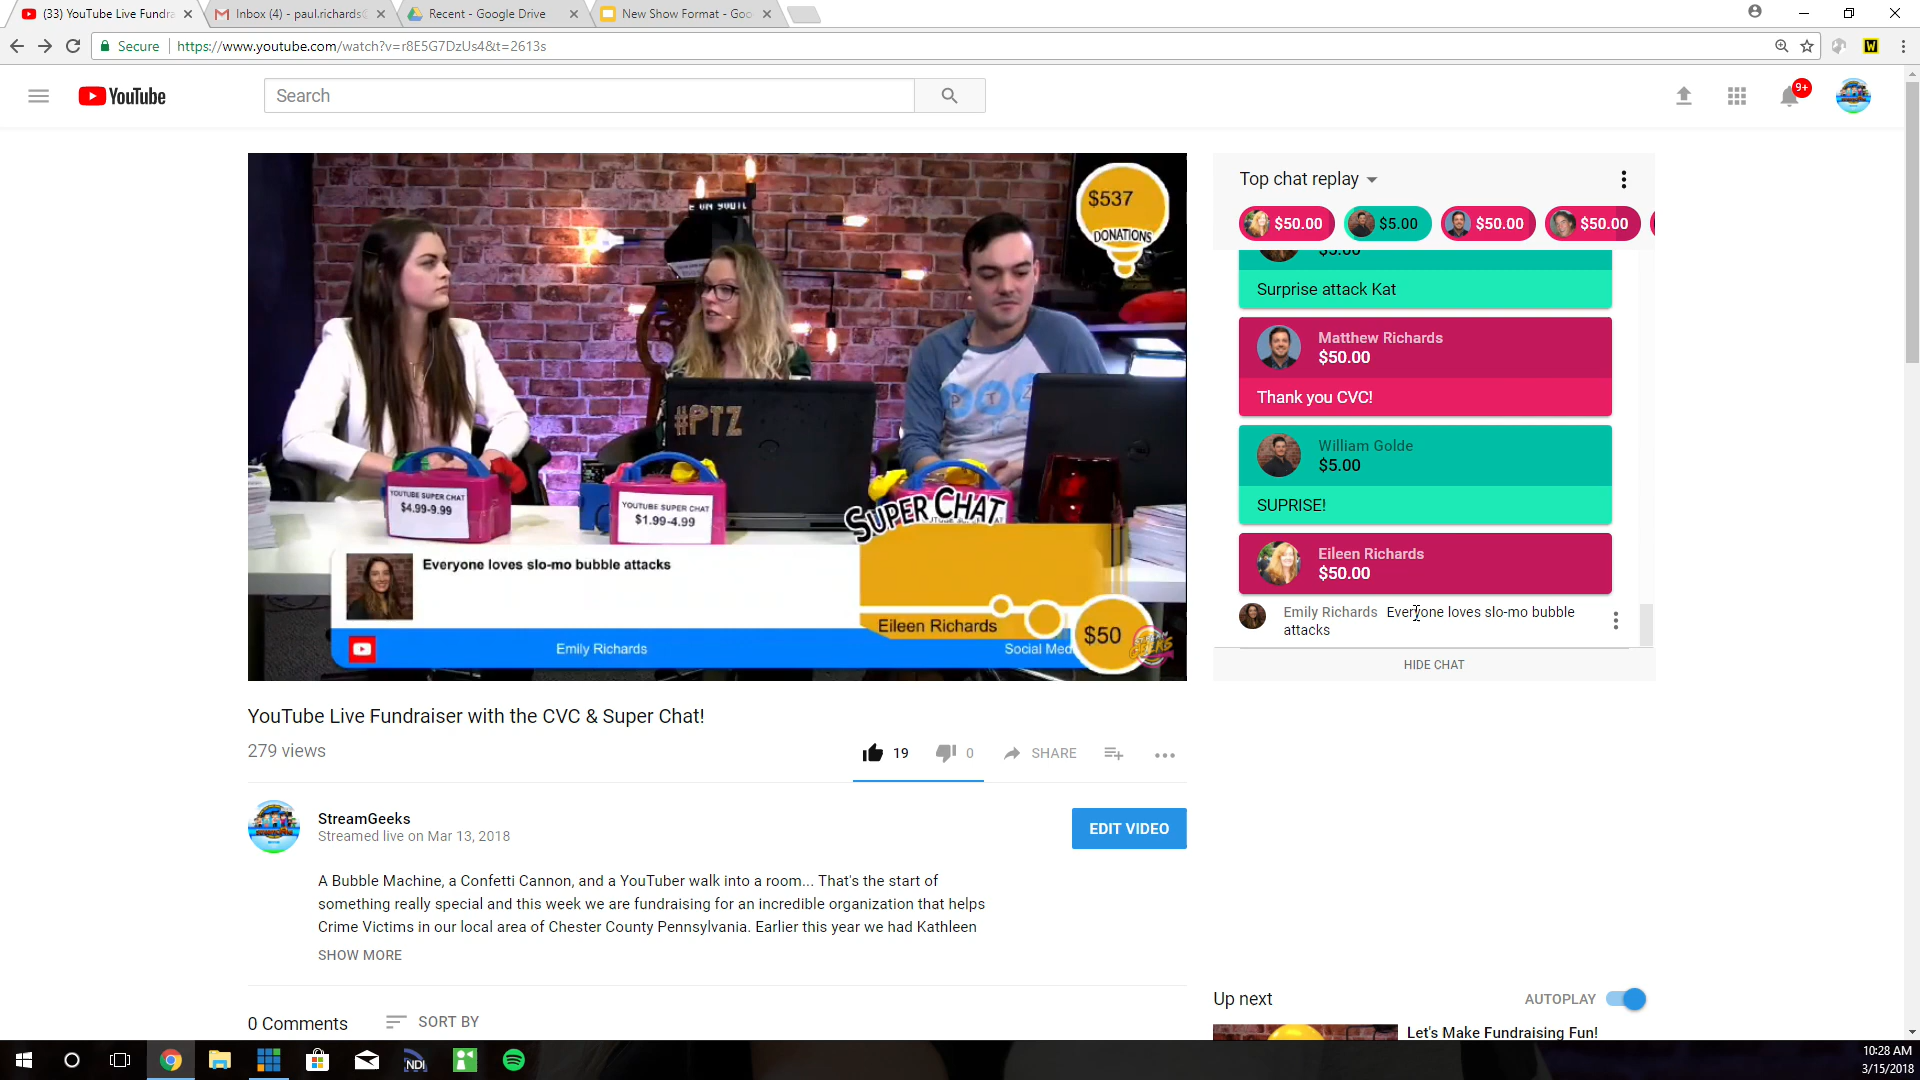 (33) YouTube Live Fundra
Inbox (4) - paul.richards
Recent - Google Drive
New Show Format - Goo
Secure
https://www.youtube.com/watch?v=r8E5G7DzUs4&t=2613s
W
YouTube
Search
9+
$537
DONATIONS
#PTZ
PTZ
YOUTUBE SUPER CHAT
$4.99-9.99
YOUTUBE SUPER CHAT
$1.99-4.99
SUPER CHAT
Everyone loves slo-mo bubble attacks
Eileen Richards
$50
STREAM GEEKS
Emily Richards
Social Med
Top chat replay
$50.00
$5.00
$50.00
$50.00
$5.00
Surprise attack Kat
Matthew Richards
$50.00
Thank you CVC!
William Golde
$5.00
SUPRISE!
Eileen Richards
$50.00
Emily Richards Everyone loves slo-mo bubble
attacks
HIDE CHAT
YouTube Live Fundraiser with the CVC & Super Chat!
279 views
19
0
SHARE
StreamGeeks
Streamed live on Mar 13, 2018
EDIT VIDEO
A Bubble Machine, a Confetti Cannon, and a YouTuber walk into a room... That's the start of
something really special and this week we are fundraising for an incredible organization that helps
Crime Victims in our local area of Chester County Pennsylvania. Earlier this year we had Kathleen
SHOW MORE
0 Comments
SORT BY
Up next
AUTOPLAY
Let's Make Fundraising Fun!
NDI
10:28 AM
3/15/2018